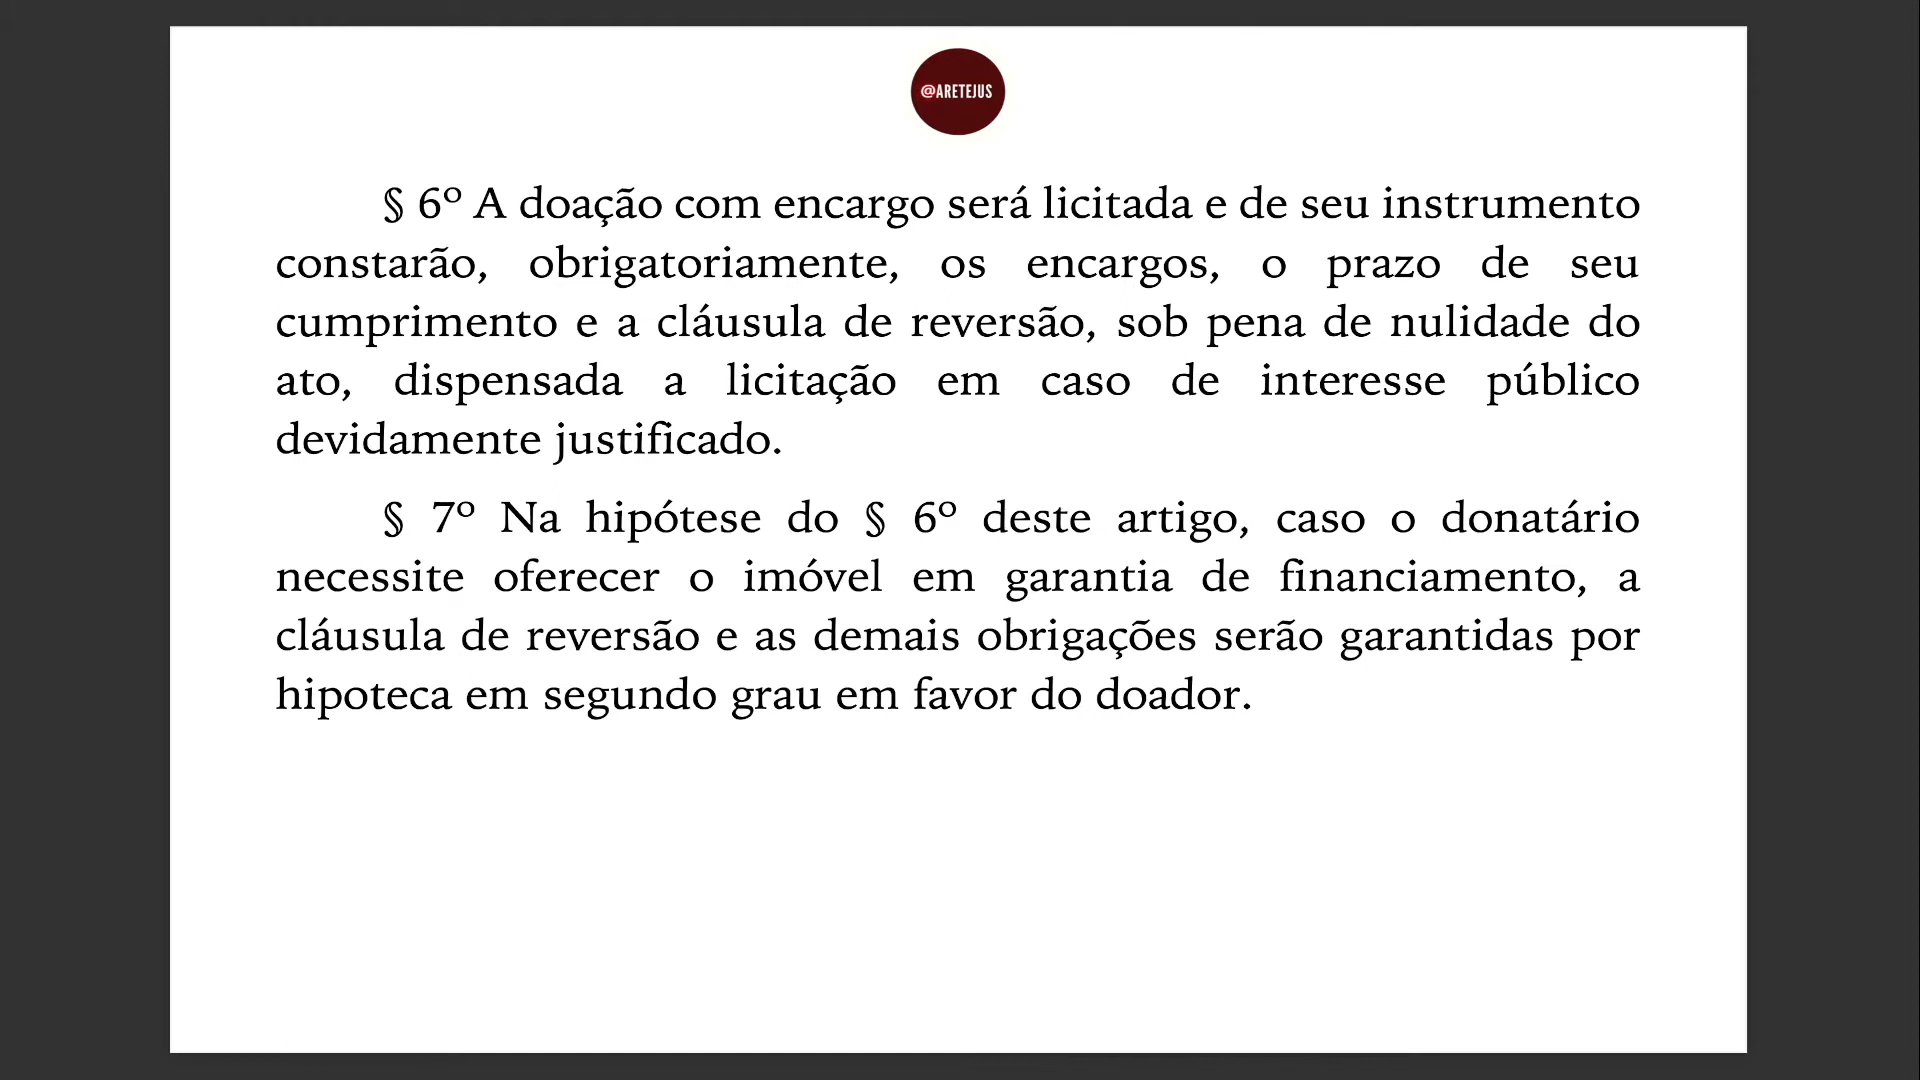 @ARETEJUS
§ 6º A doação com encargo será licitada e de seu instrumento
constarão, obrigatoriamente, os encargos, o prazo de seu
cumprimento e a cláusula de reversão, sob pena de nulidade do
ato, dispensada a licitação em caso de interesse público
devidamente justificado.
§ 7º Na hipótese do § 6º deste artigo, caso o donatário
necessite oferecer o imóvel em garantia de financiamento, a
cláusula de reversão e as demais obrigações serão garantidas por
hipoteca em segundo grau em favor do doador.